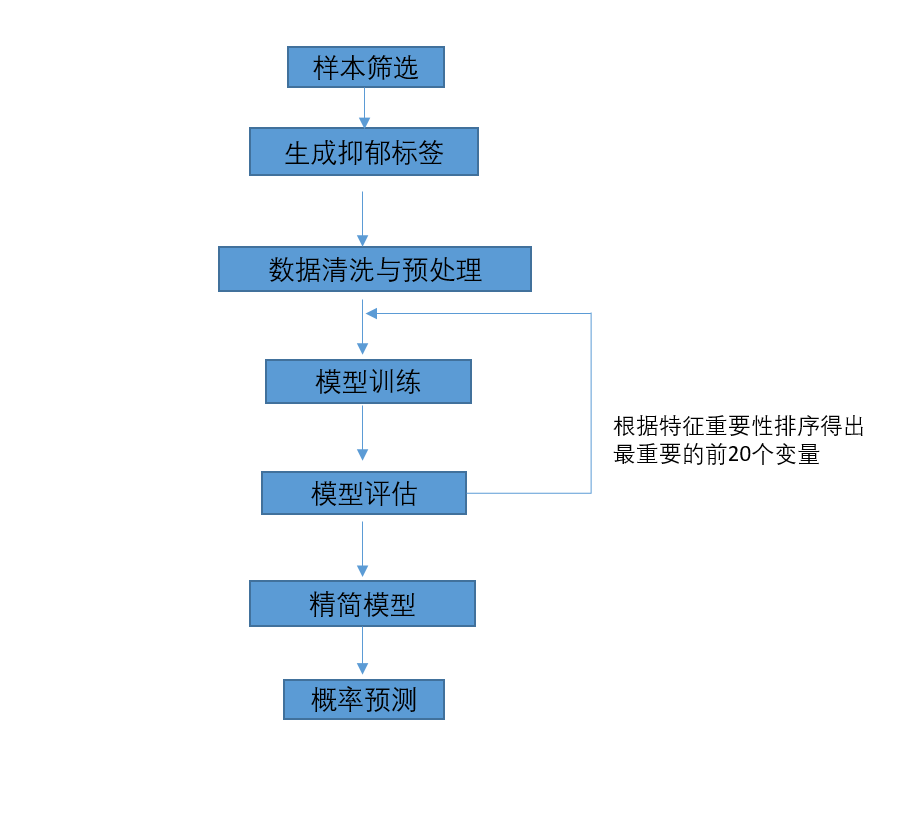 样本筛选
生成抑郁标签
数据清洗与预处理
模型训练
根据特征重要性排序得出
最重要的前20个变量
模型评估
精简模型
概率预测